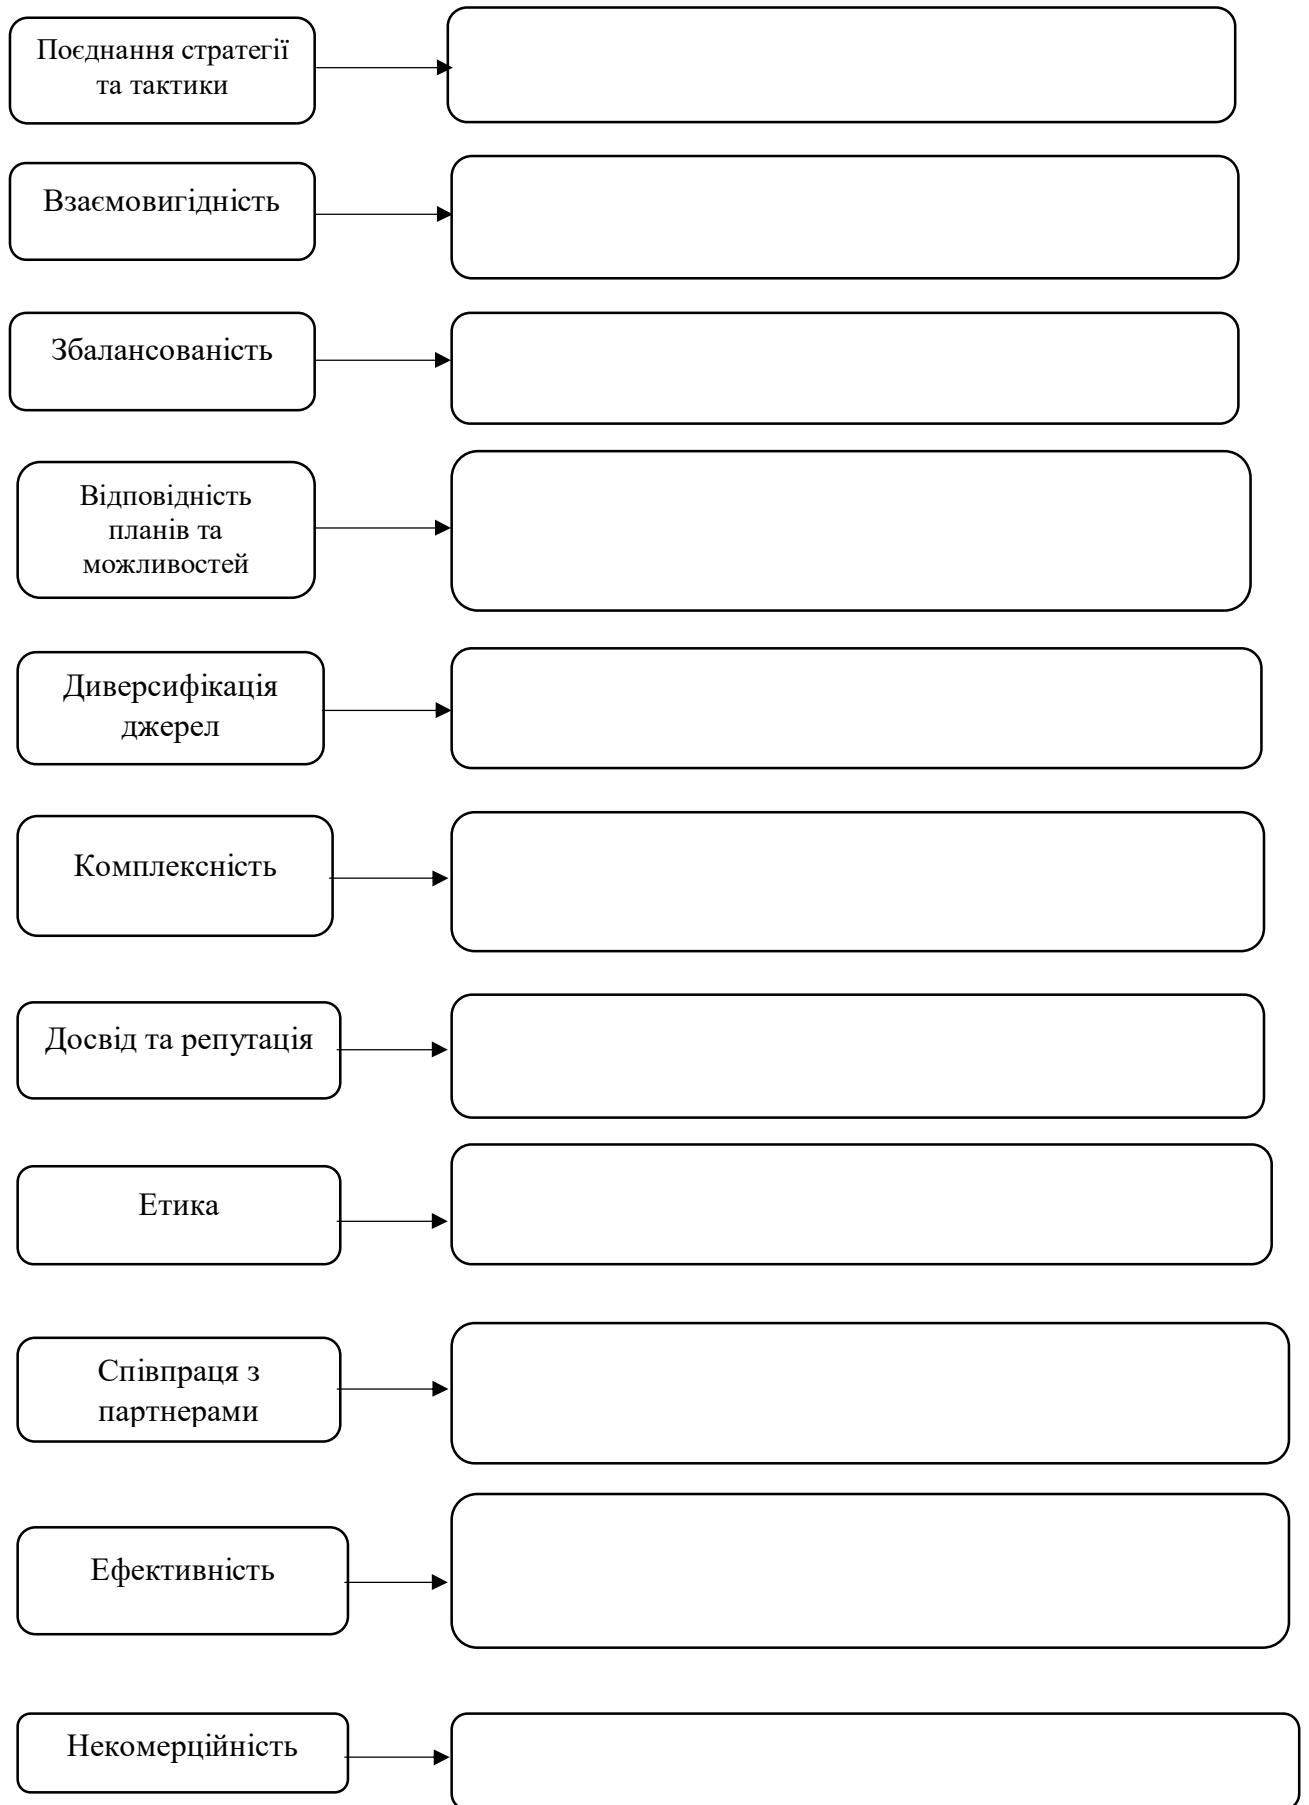 Поєднання стратегії
та тактики
Взаємовигідність
Збалансованість
Відповідність
планів та
можливостей
Диверсифікація
джерел
Комплексність
Досвід та репутація
Етика
Співпраця з
партнерами
Ефективність
Некомерційність